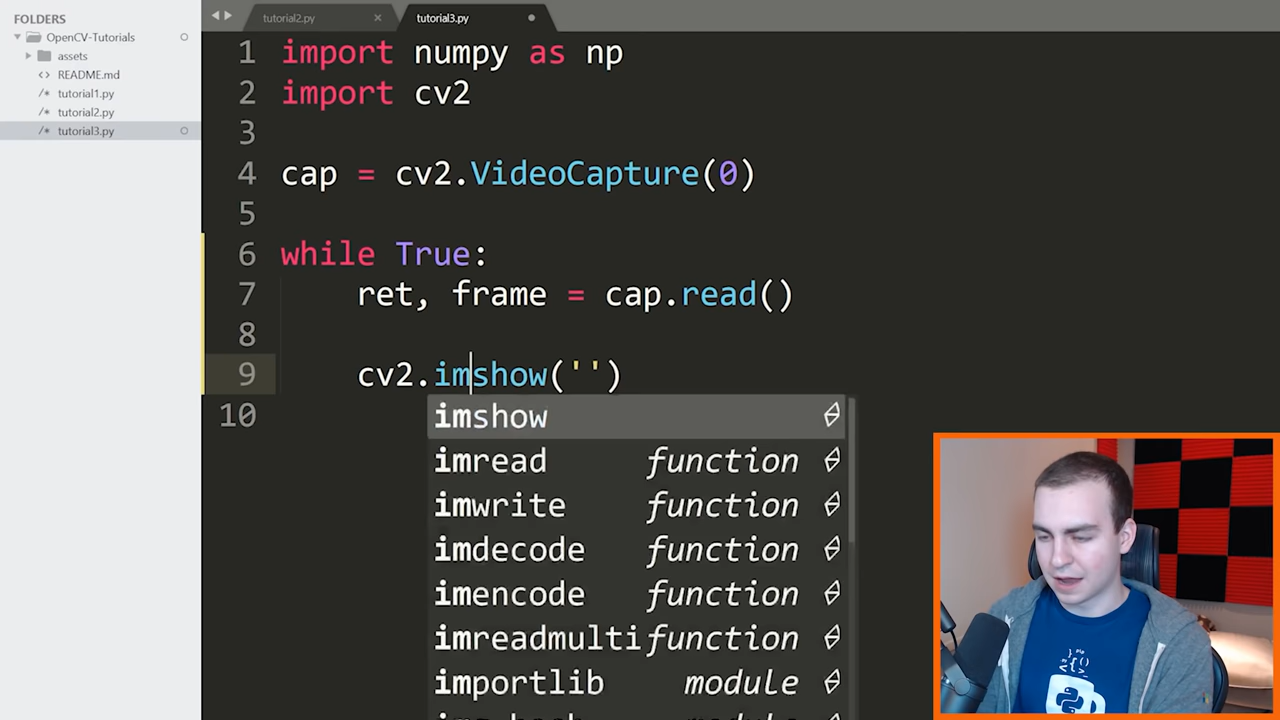 FOLDERS
OpenCV-Tutorials
assets
README.md
tutorial1.py
tutorial2.py
tutorial3.py
tutorial2.py
tutorial3.py
1 import numpy as np
2 import cv2
3
4 cap = cv2.VideoCapture(0)
5
6 while True:
7 ret, frame = cap.read()
8
9 cv2.imshow('')
10
imshow
imread function
imwrite function
imdecode function
imencode function
imreadmulti function
importlib module